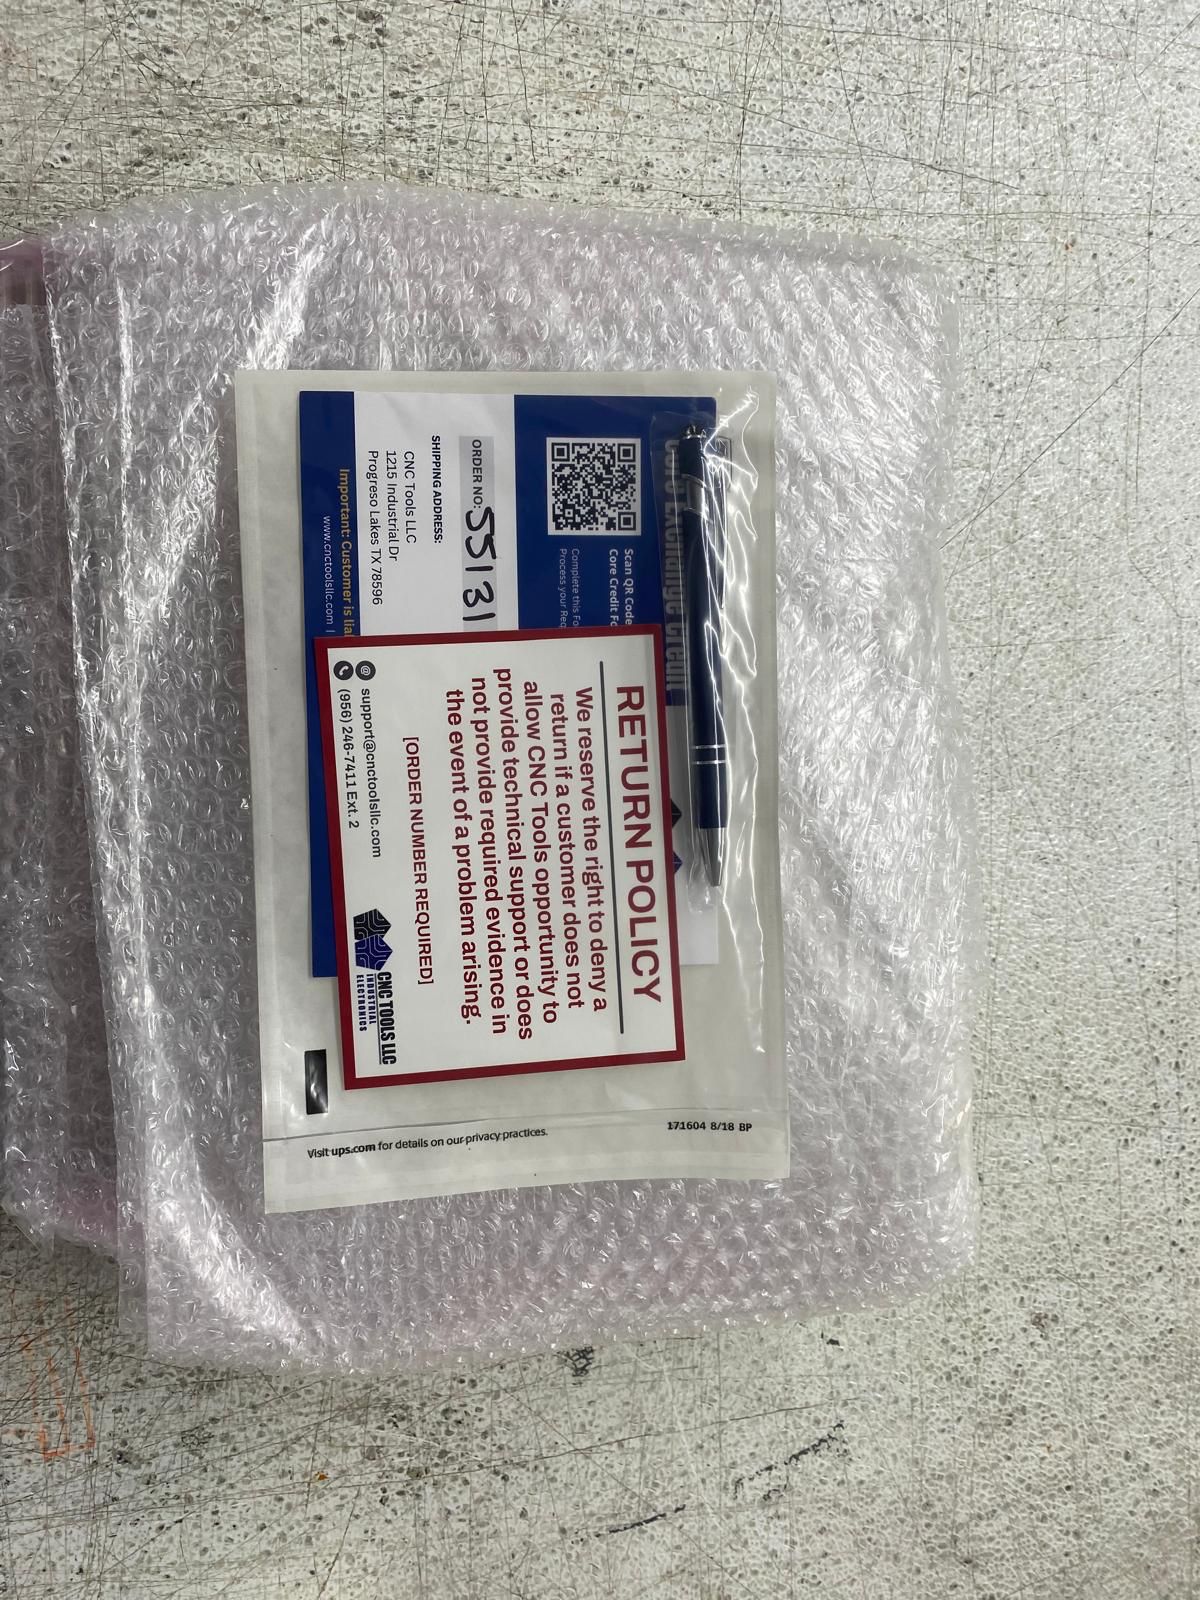 Core Exchange Credit
Scan QR Code
Core Credit
Complete this
Process your
ORDER NO: 55131
SHIPPING ADDRESS:
CNC Tools LLC
1215 Industrial Dr
Progreso Lakes TX 78596
Important: Customer is
www.cnctoolsllc.com |
RETURN POLICY
We reserve the right to deny a
return if a customer does not
allow CNC Tools opportunity to
provide technical support or does
not provide required evidence in
the event of a problem arising.
[ORDER NUMBER REQUIRED]
@ support@cnctoolsllc.com
(956) 246-7411 Ext. 2
CNC TOOLS LLC
INDUSTRIAL
ELECTRONICS
171604 8/18 BP
Visit ups.com for details on our privacy practices.